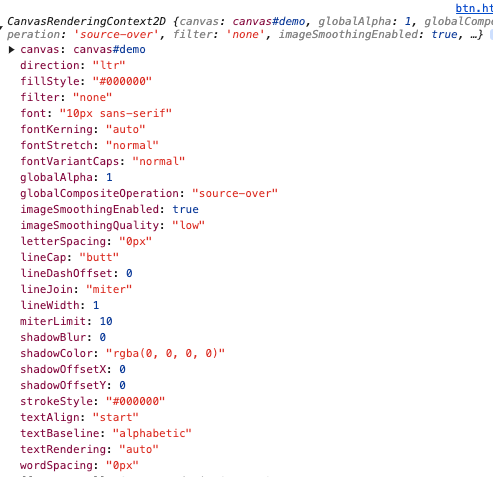 btn.ht
CanvasRenderingContext2D {canvas: canvas#demo, globalAlpha: 1, globalCompo
peration: 'source-over', filter: 'none', imageSmoothingEnabled: true, …}
canvas: canvas#demo
direction: "ltr"
fillStyle: "#000000"
filter: "none"
font: "10px sans-serif"
fontKerning: "auto"
fontStretch: "normal"
fontVariantCaps: "normal"
globalAlpha: 1
globalCompositeOperation: "source-over"
imageSmoothingEnabled: true
imageSmoothingQuality: "low"
letterSpacing: "0px"
lineCap: "butt"
lineDashOffset: 0
lineJoin: "miter"
lineWidth: 1
miterLimit: 10
shadowBlur: 0
shadowColor: "rgba(0, 0, 0, 0)"
shadowOffsetX: 0
shadowOffsetY: 0
strokeStyle: "#000000"
textAlign: "start"
textBaseline: "alphabetic"
textRendering: "auto"
wordSpacing: "0px"